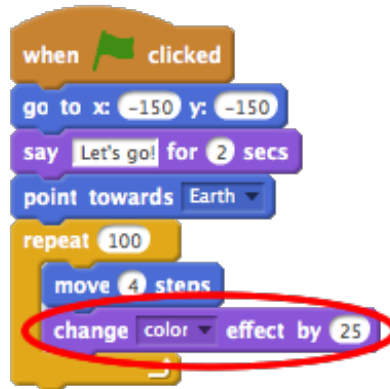 when clicked
go to x: -150 y: -150
say Let's go! for 2 secs
point towards Earth
repeat 100
move 4 steps
change color effect by 25